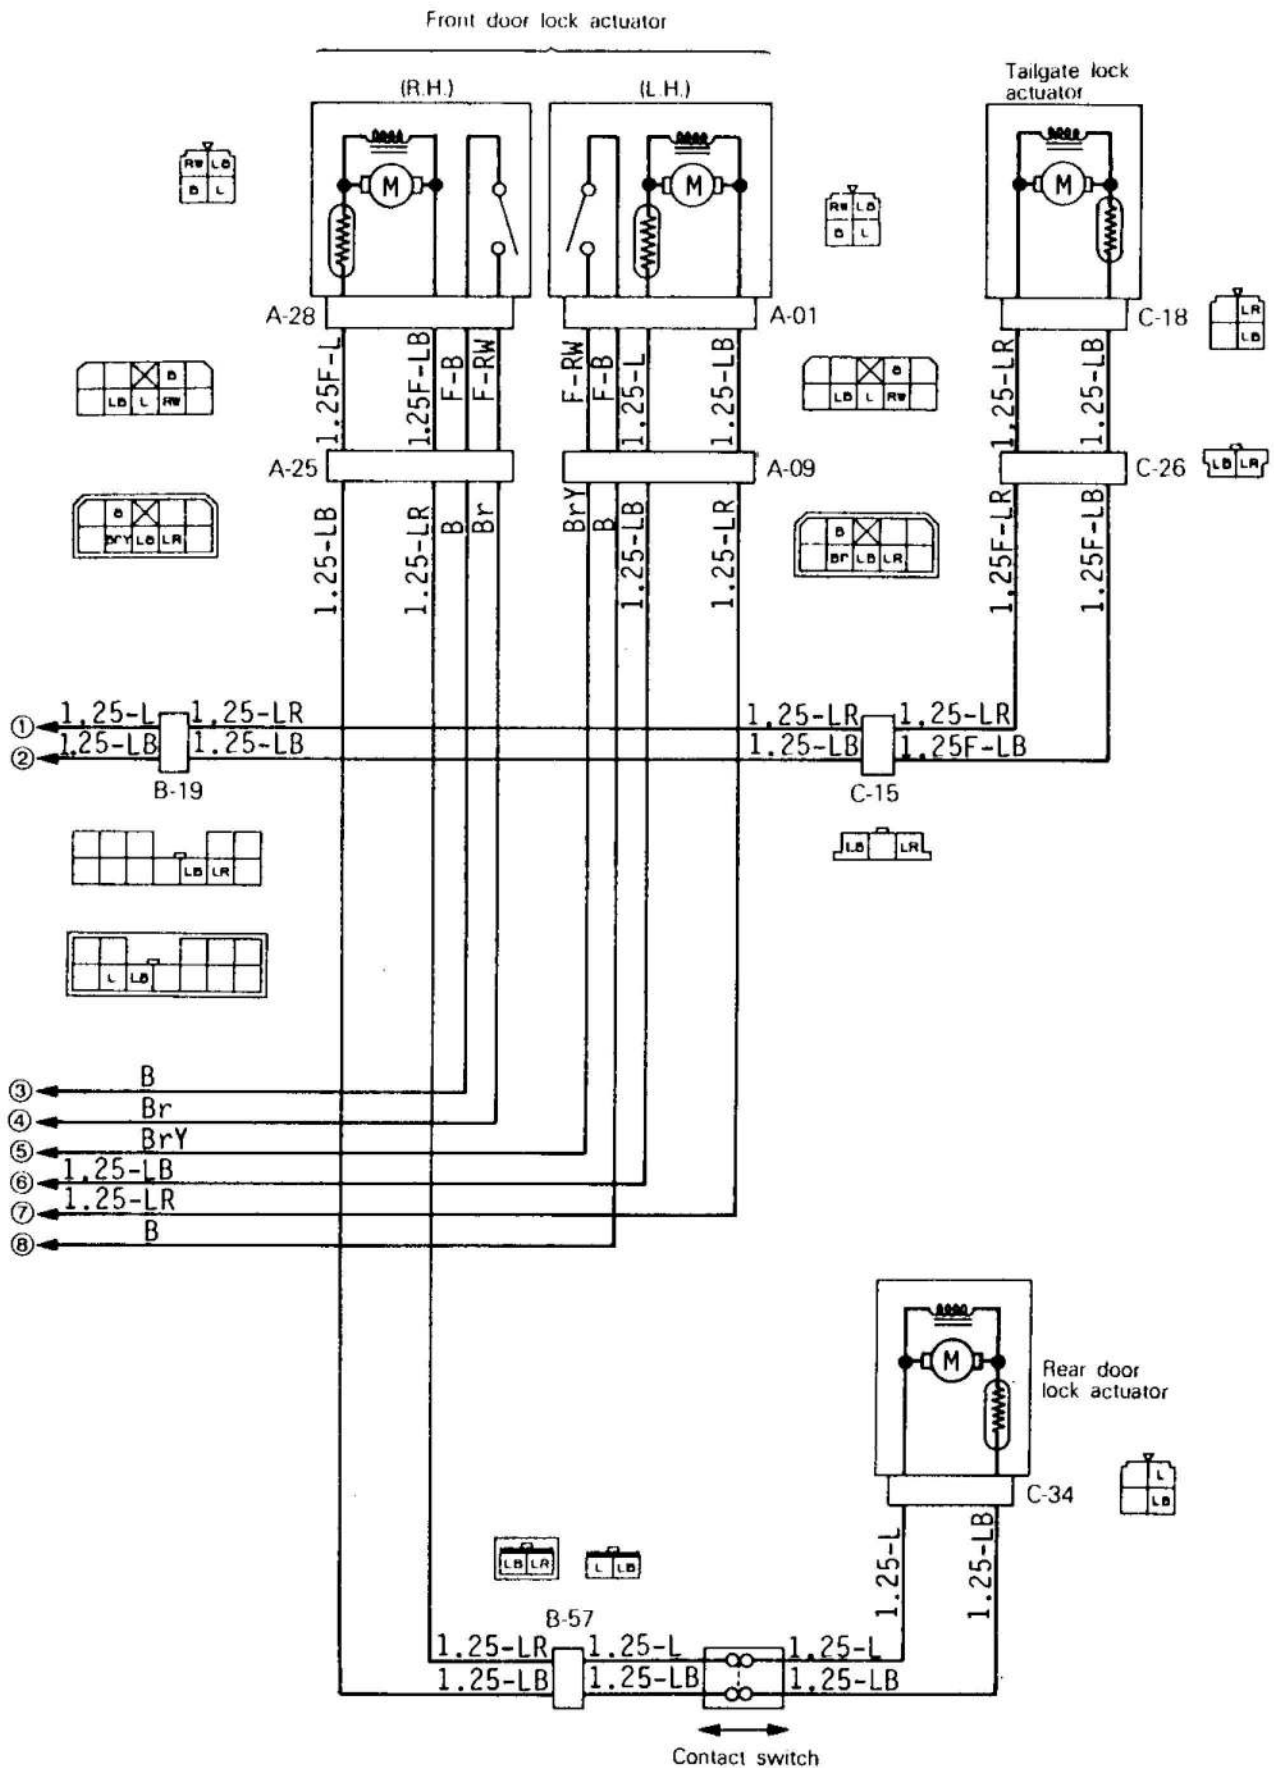 Front door lock actuator
(R.H.)
(L.H.)
Tailgate lock
actuator
M
M
M
RW LB
B L
RW LB
B L
A-28
A-01
C-18
LR
LB
1.25F-L
1.25F-LB
F-B
F-RW
F-RW
F-B
1.25-L
1.25-LB
1.25-LR
1.25-LB
B
LB L RW
B
LB L RW
A-25
A-09
C-26
LB LR
B
BrY LB LR
B
Br LB LR
1.25-LB
1.25-LR
B
Br
BrY
B
1.25-LB
1.25-LR
1.25F-LR
1.25F-LB
① 1.25-L 1.25-LR 1.25-LR 1.25-LR
② 1.25-LB 1.25-LB 1.25-LB 1.25F-LB
B-19
C-15
LB LR
LB LR
L LB
③ B
④ Br
⑤ BrY
⑥ 1.25-LB
⑦ 1.25-LR
⑧ B
M
Rear door
lock actuator
C-34
L
LB
1.25-L
1.25-LB
LB LR
L LB
B-57
1.25-LR 1.25-L 1.25-L
1.25-LB 1.25-LB 1.25-LB
Contact switch